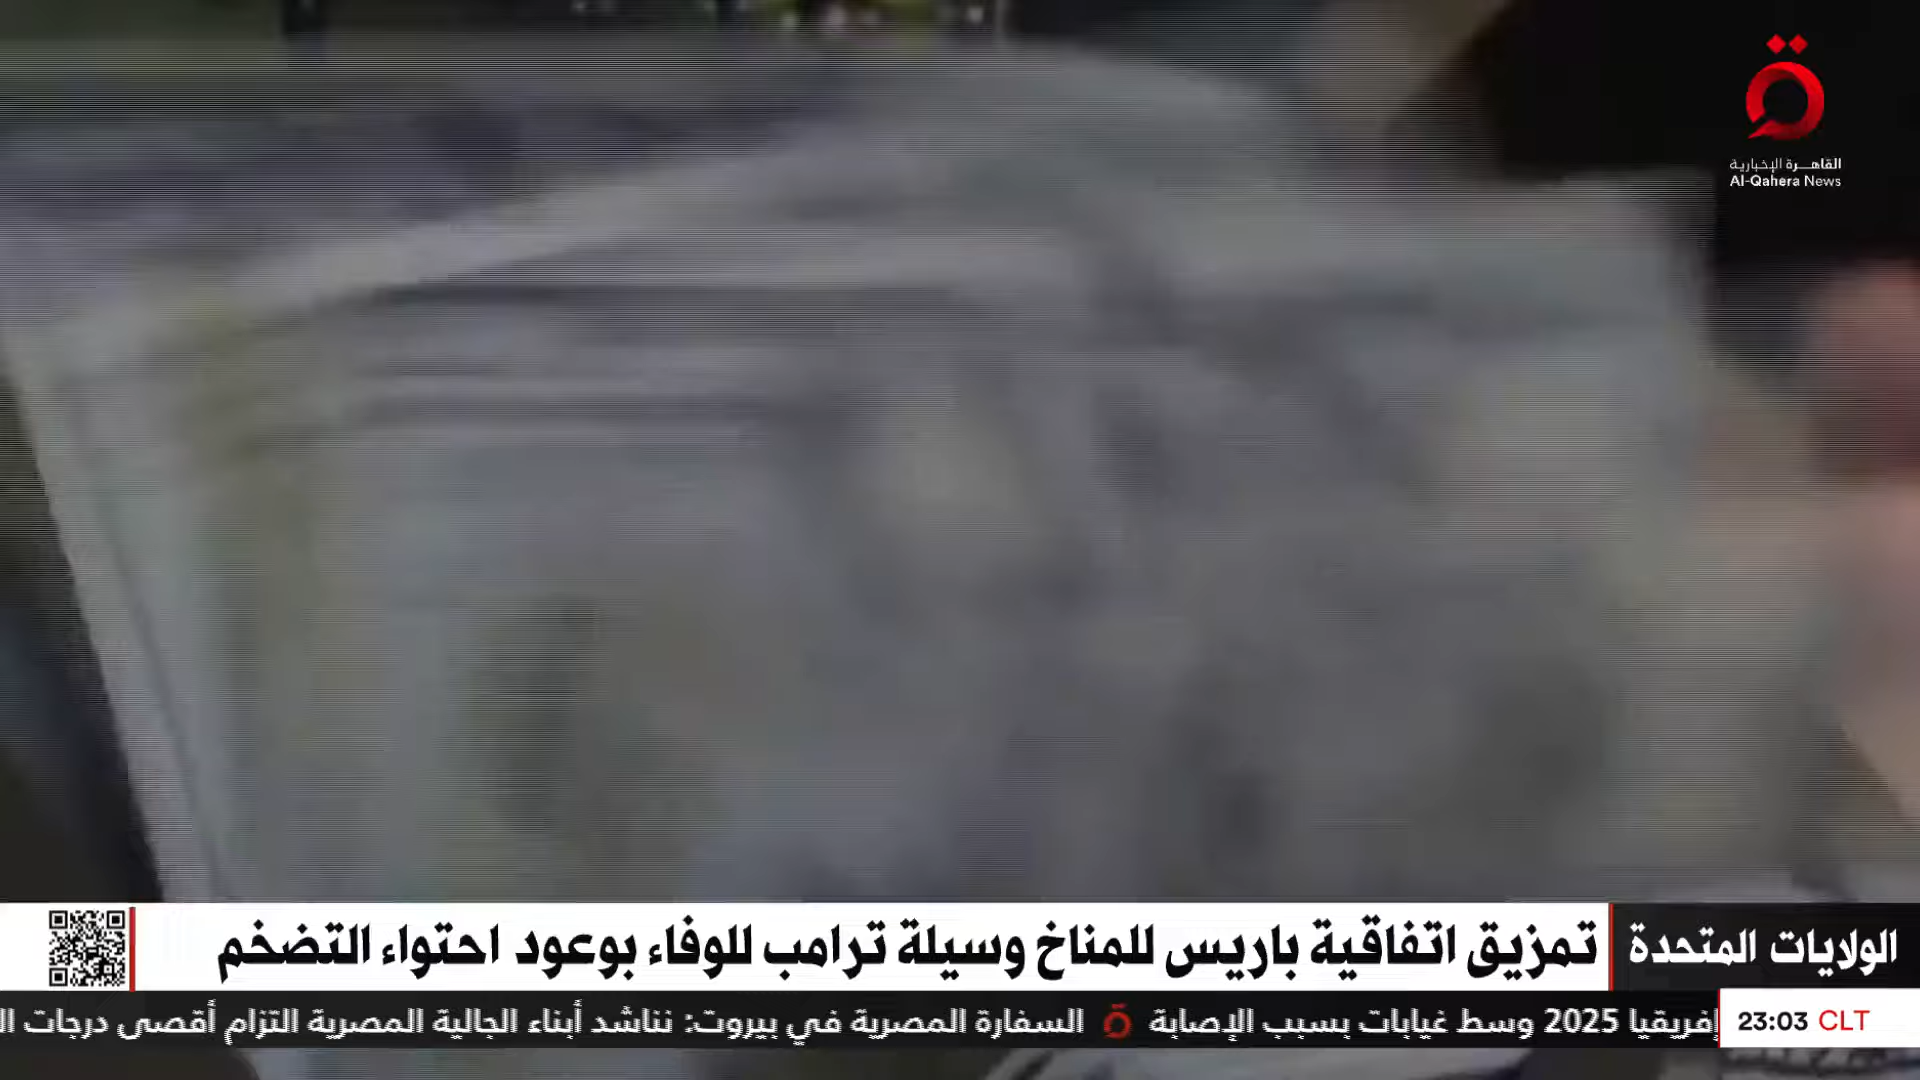 القاهرة الإخبارية
Al-Qahera News
الولايات المتحدة
تمزيق اتفاقية باريس للمناخ وسيلة ترامب للوفاء بوعود احتواء التضخم
23:03 CLT
إفريقيا 2025 وسط غيابات بسبب الإصابة السفارة المصرية في بيروت: نناشد أبناء الجالية المصرية التزام أقصى درجات